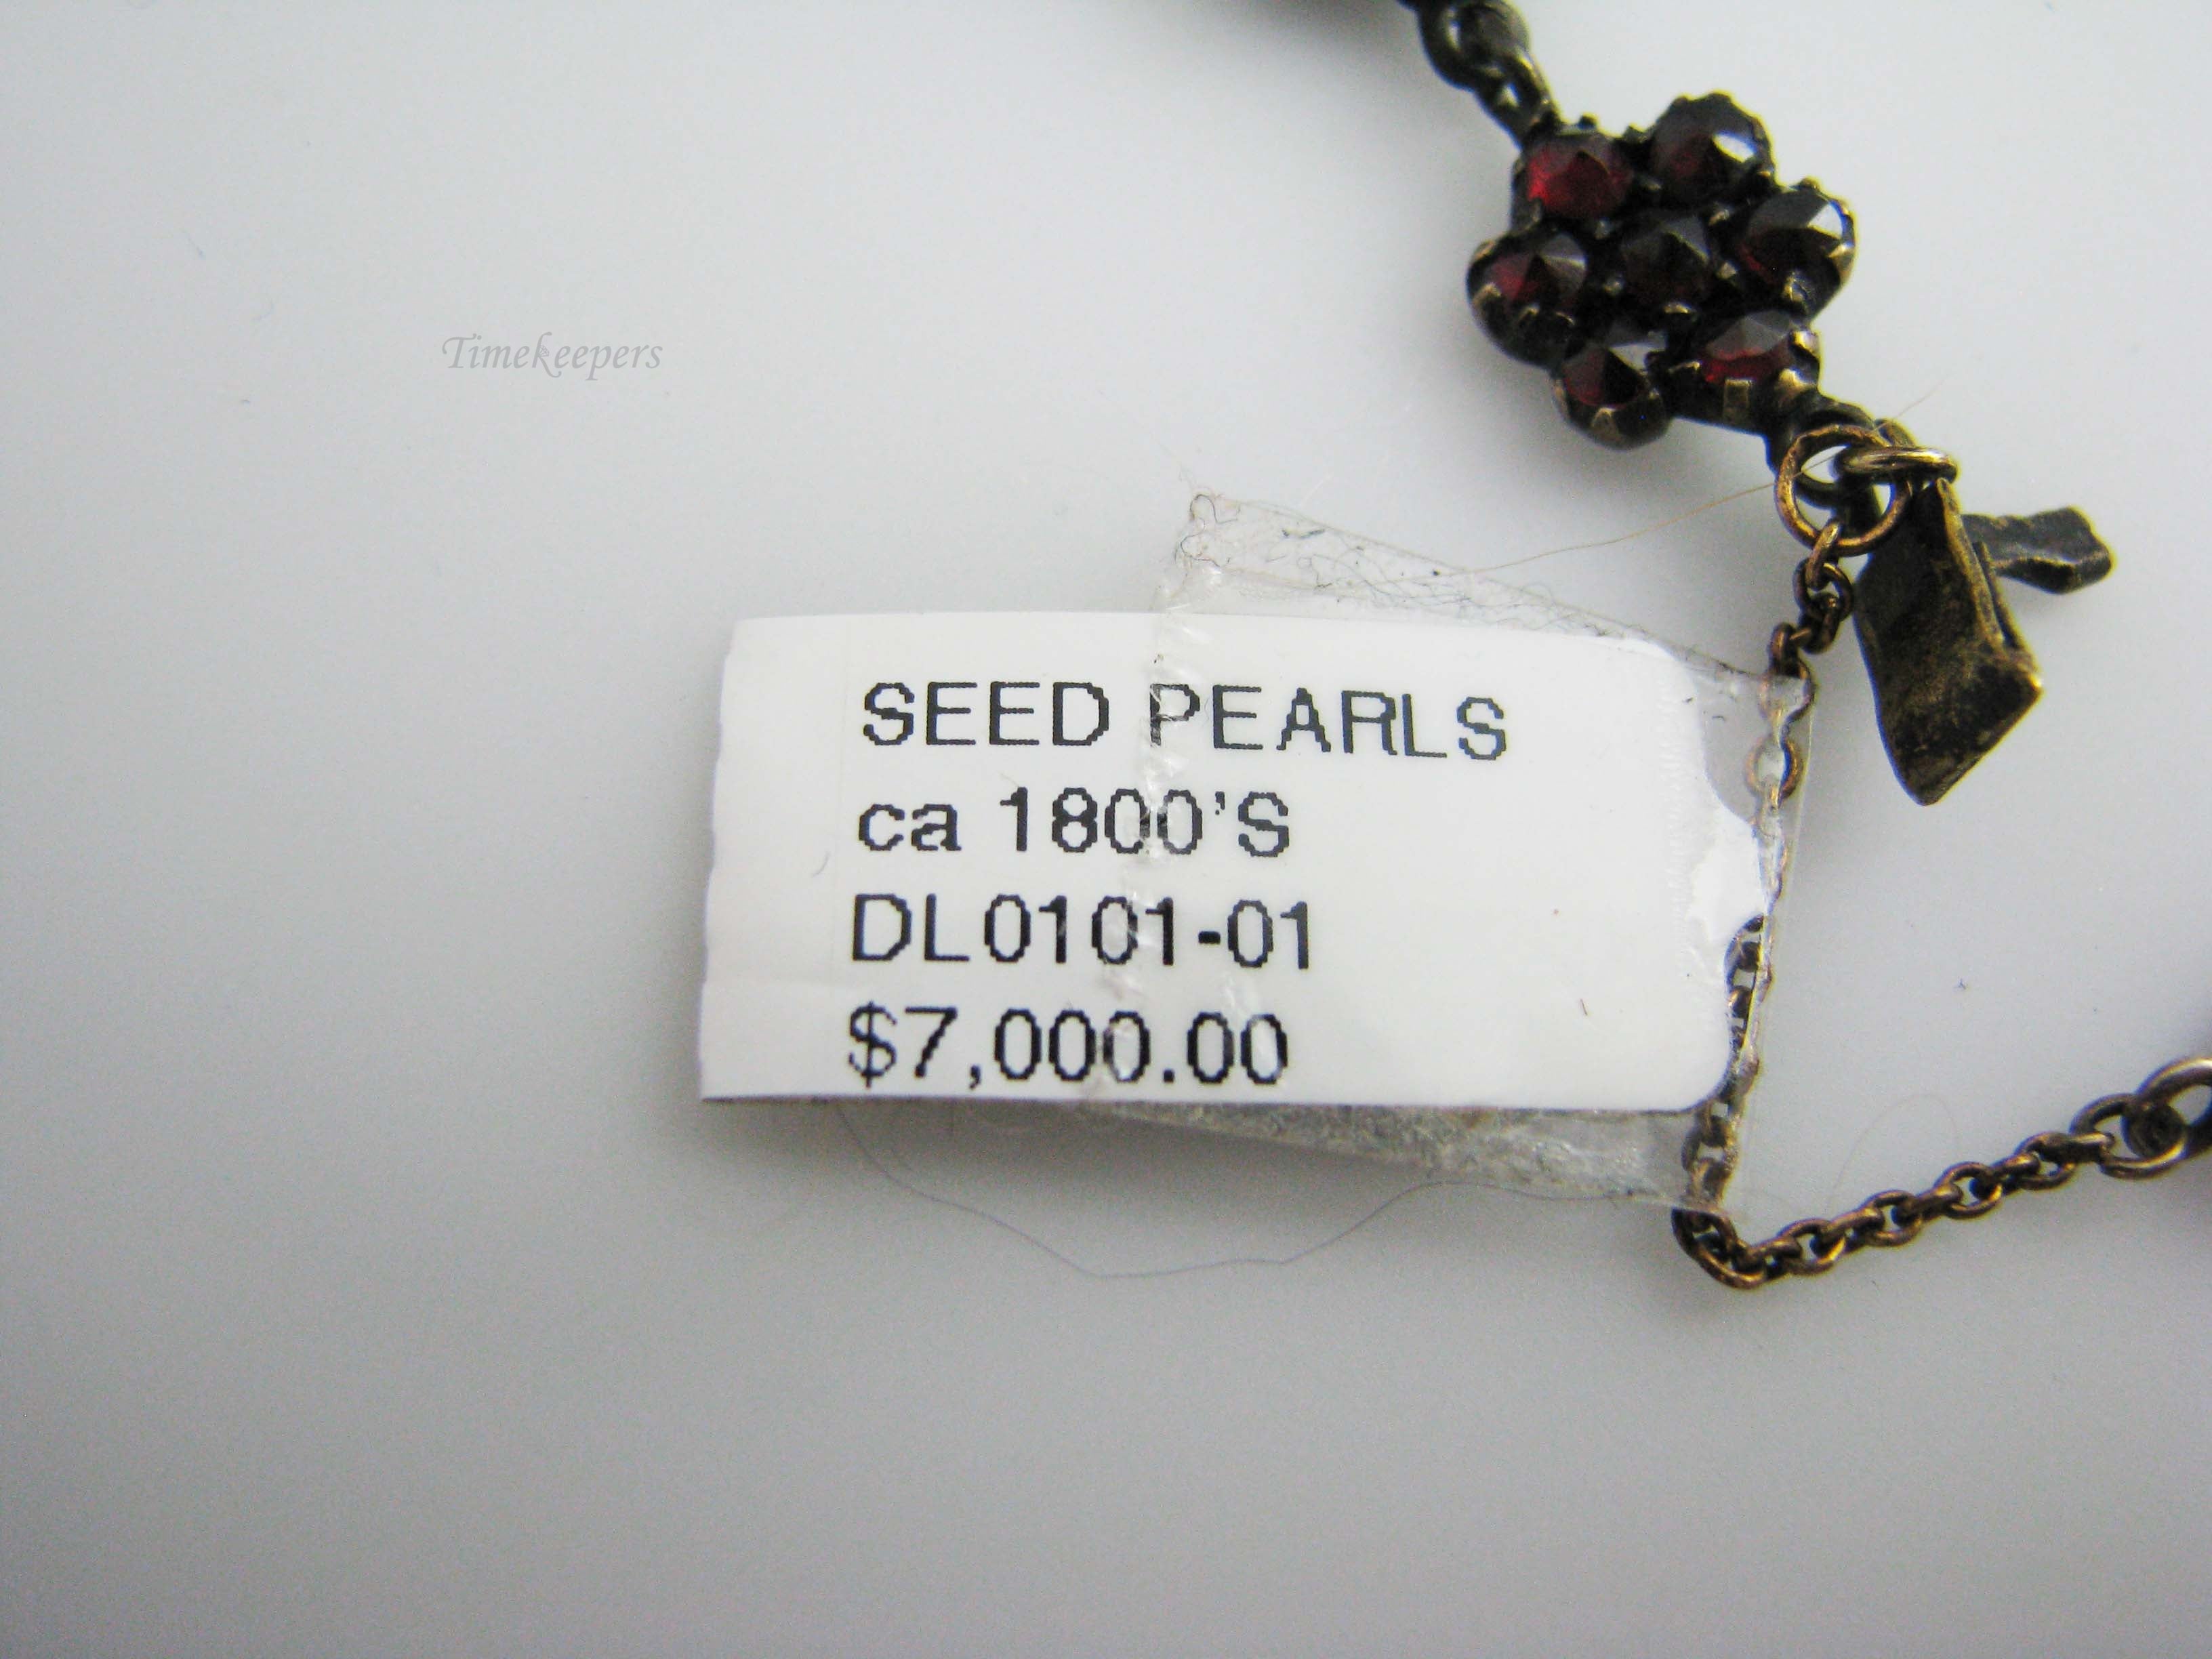 Timekeepers
SEED PEARLS
ca 1800'S
DL0101-01
$7,000.00